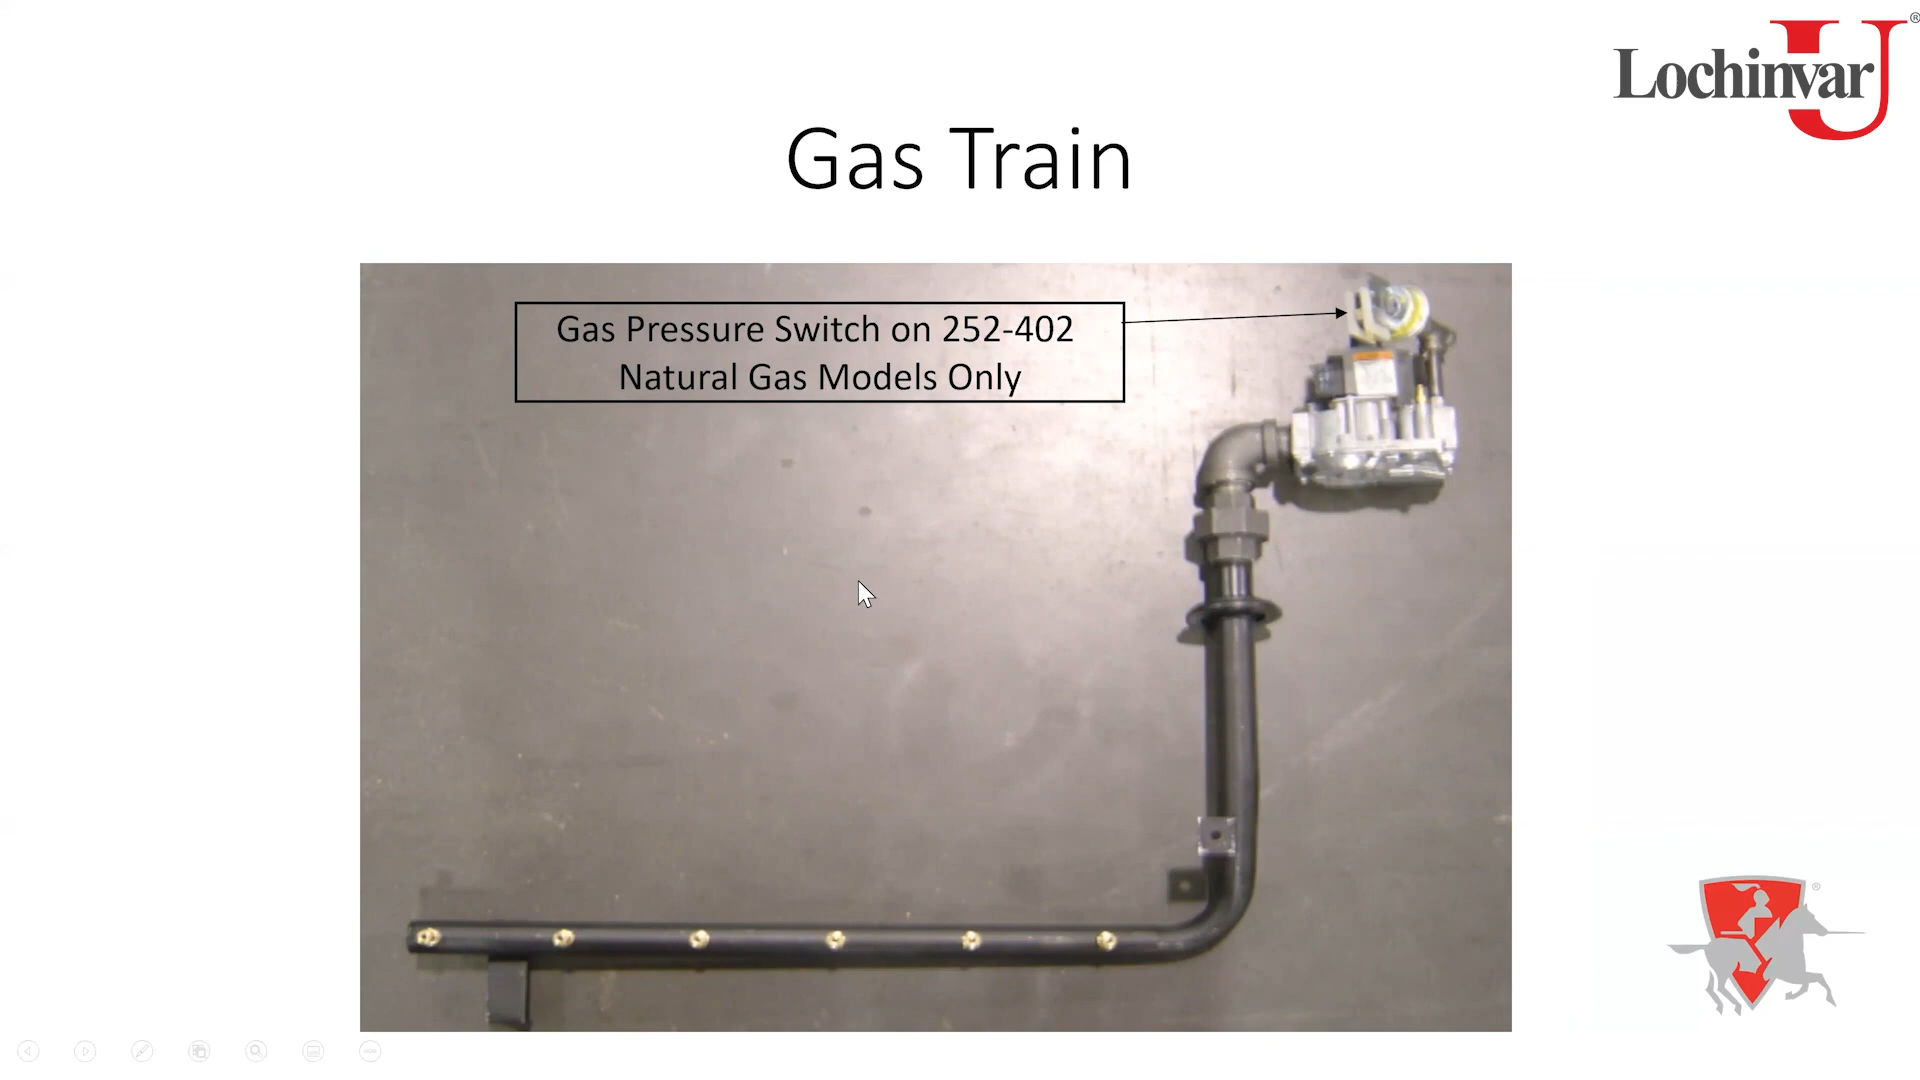 Lochinvar U®
Gas Train
Gas Pressure Switch on 252-402
Natural Gas Models Only
®